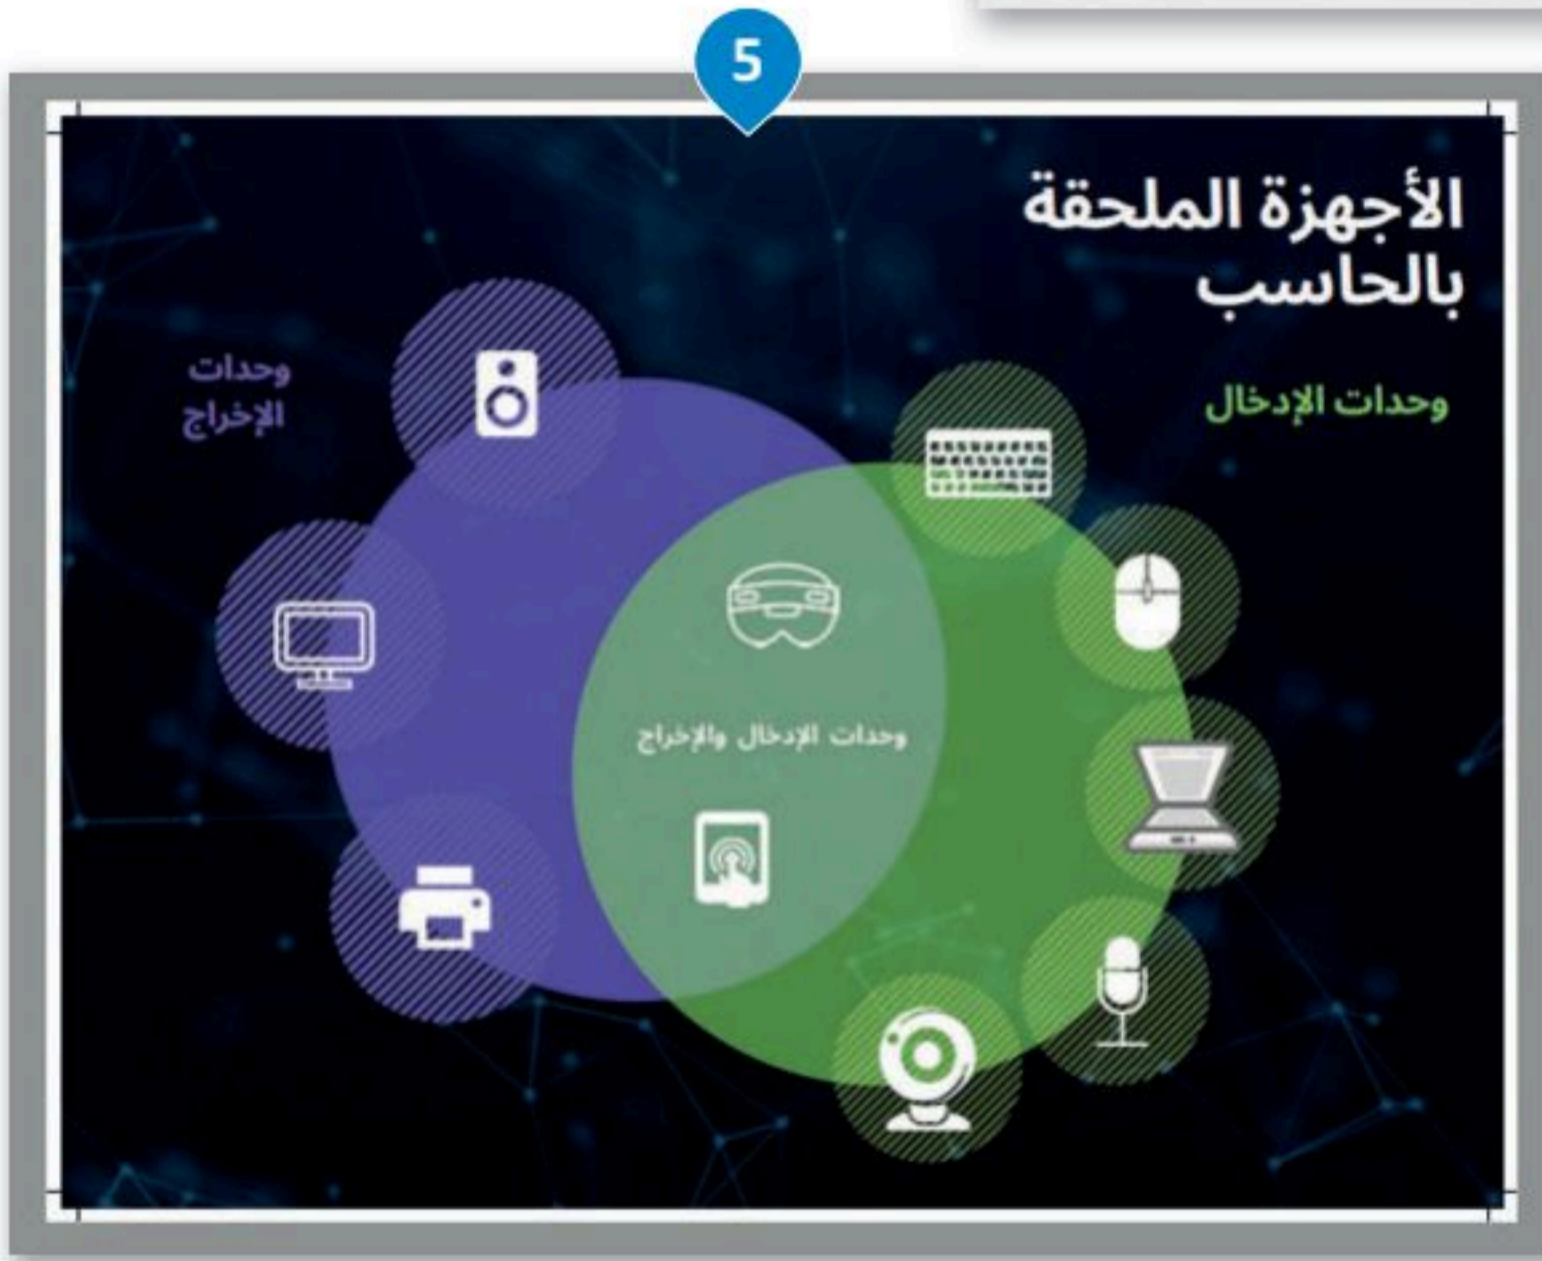 5
الأجهزة الملحقة
بالحاسب
وحدات الإدخال
وحدات
الإخراج
وحدات الإدخال والإخراج